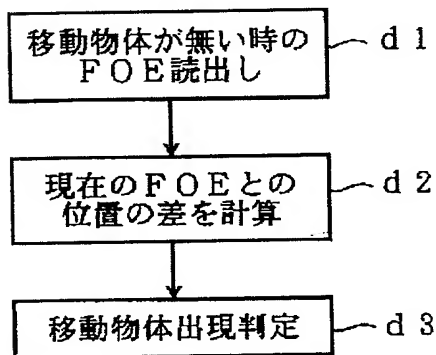 移動物体が無い時の
ＦＯＥ読出し
ｄ１
現在のＦＯＥとの
位置の差を計算
ｄ２
移動物体出現判定
ｄ３